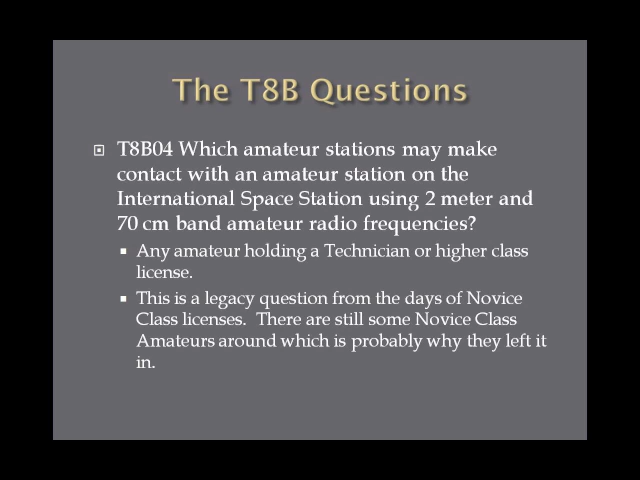 The T8B Questions
T8B04 Which amateur stations may make
contact with an amateur station on the
International Space Station using 2 meter and
70 cm band amateur radio frequencies?
Any amateur holding a Technician or higher class
license.
This is a legacy question from the days of Novice
Class licenses.  There are still some Novice Class
Amateurs around which is probably why they left it
in.